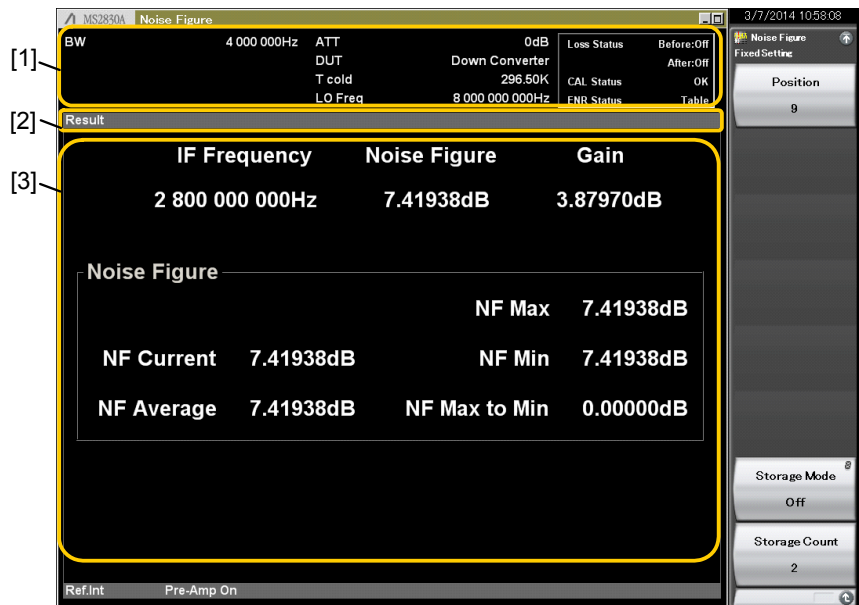 MS2830A Noise Figure
3/7/2014 10:58:08
[1]
BW 4 000 000Hz ATT 0dB
DUT Down Converter
T cold 296.50K
LO Freq 8 000 000 000Hz
Loss Status Before:Off
After:Off
CAL Status OK
ENR Status Table
[2]
Result
[3]
IF Frequency Noise Figure Gain
2 800 000 000Hz 7.41938dB 3.87970dB
Noise Figure
NF Max 7.41938dB
NF Current 7.41938dB NF Min 7.41938dB
NF Average 7.41938dB NF Max to Min 0.00000dB
Ref.Int Pre-Amp On
Noise Figure
Fixed Setting
Position
9
8
Storage Mode
Off
Storage Count
2